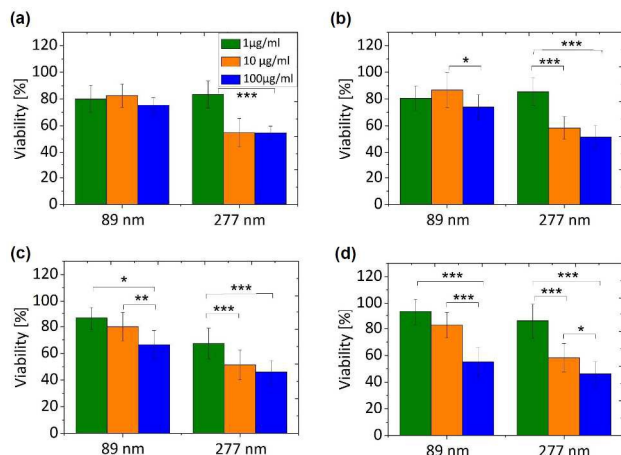 (a)
Viability [%]
120
100
80
60
40
20
0
1µg/ml
10 µg/ml
100µg/ml
***
89 nm
277 nm
(b)
Viability [%]
120
100
80
60
40
20
0
*
***
***
89 nm
277 nm
(c)
Viability [%]
120
100
80
60
40
20
0
*
**
***
***
89 nm
277 nm
(d)
Viability [%]
120
100
80
60
40
20
0
***
***
***
***
*
89 nm
277 nm